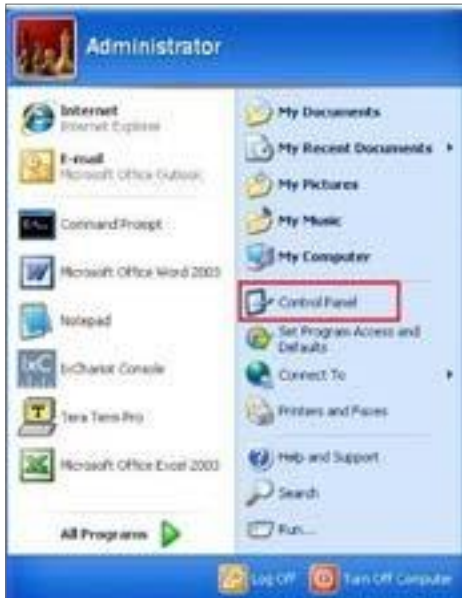 Administrator
Internet
Internet Explorer
E-mail
Microsoft Office Outlook
Command Prompt
Microsoft Office Word 2003
Notepad
IxChariot Console
Tera Term Pro
Microsoft Office Excel 2003
All Programs
My Documents
My Recent Documents
My Pictures
My Music
My Computer
Control Panel
Set Program Access and
Defaults
Connect To
Printers and Faxes
Help and Support
Search
Run...
Log Off
Turn Off Computer